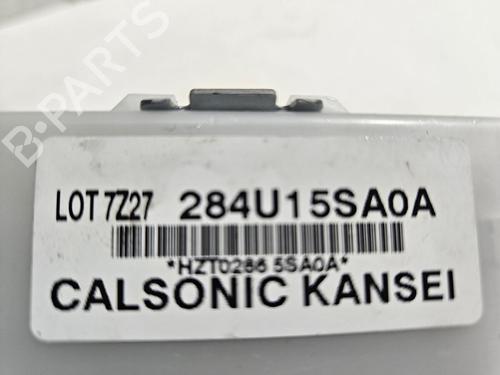 LOT 7Z27 284U15SA0A
*HZT0286 5SA0A*
CALSONIC KANSEI
B-PARTS